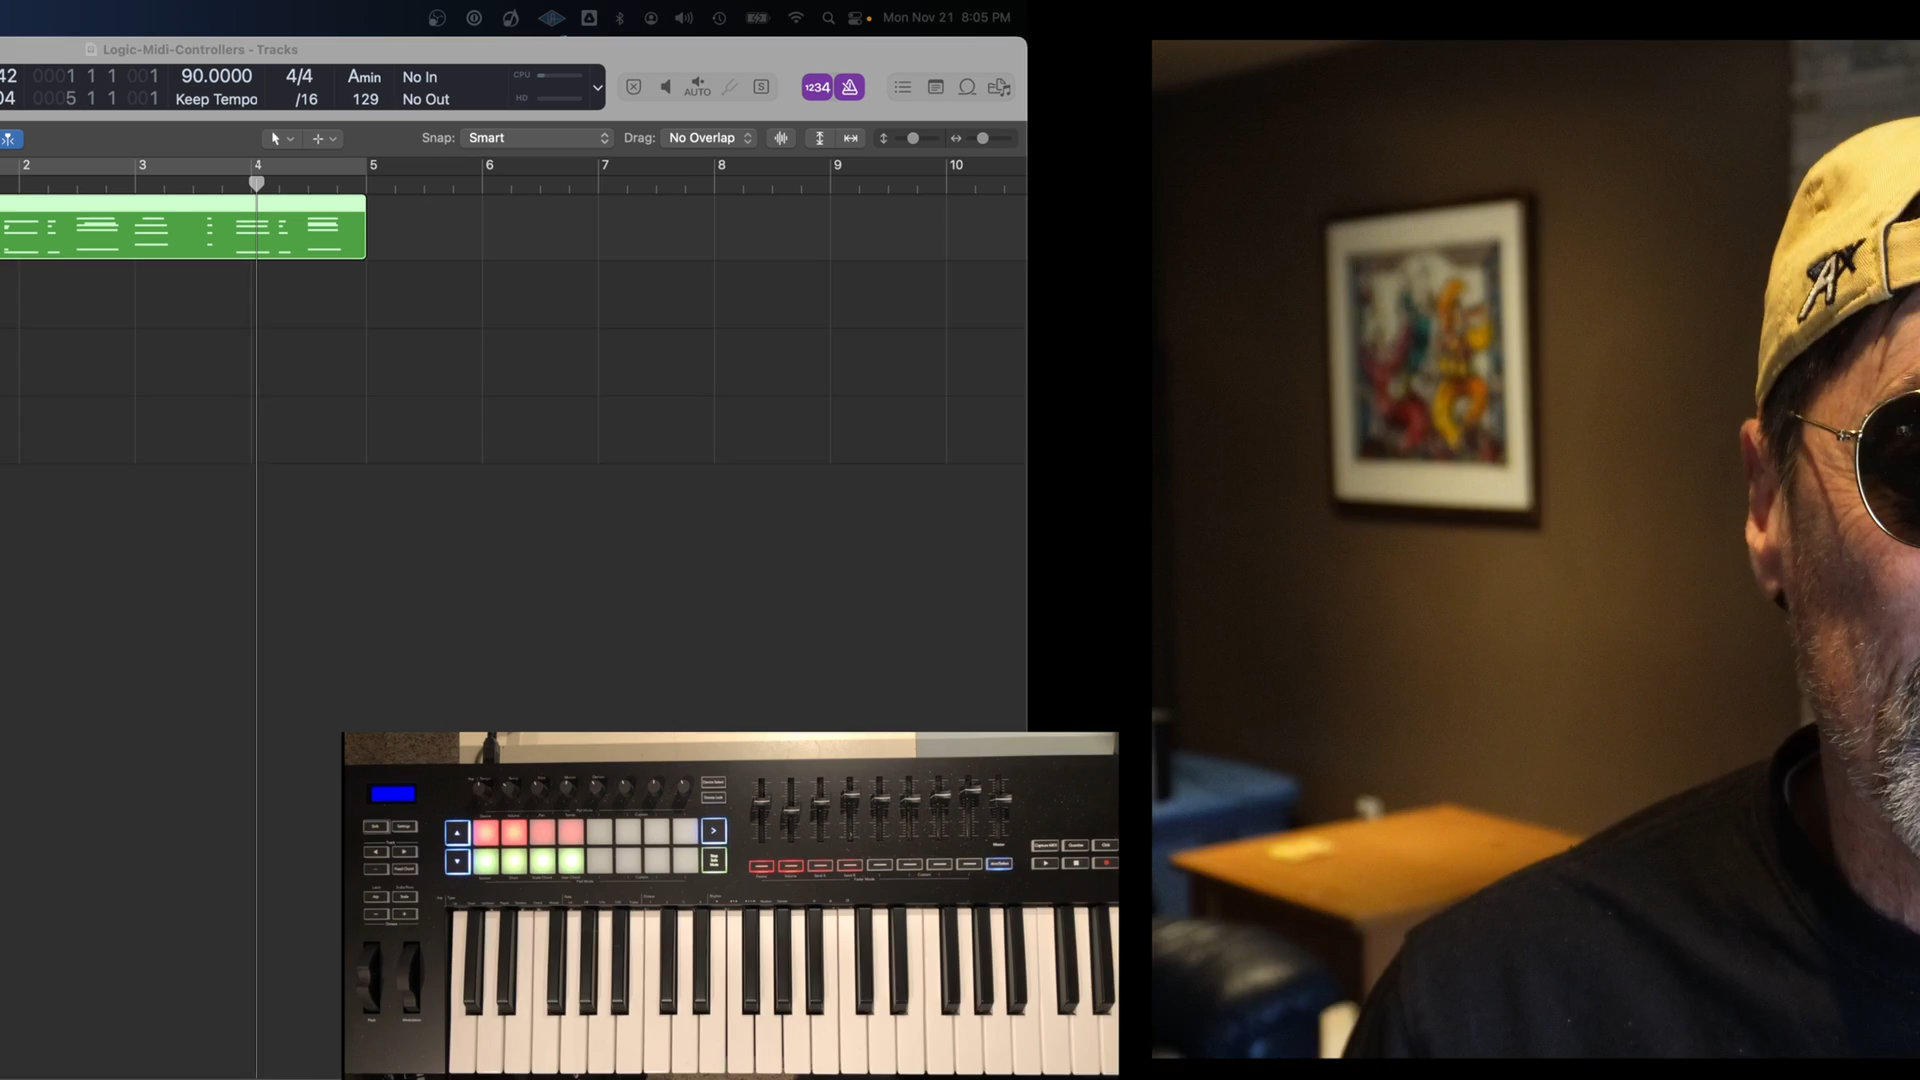 Mon Nov 21 8:05 PM
Logic-Midi-Controllers - Tracks
42 0001 1 1 001 90.0000 4/4 Amin No In CPU
04 0005 1 1 001 Keep Tempo /16 129 No Out HD
AUTO S 1234
Snap: Smart Drag: No Overlap
2 3 4 5 6 7 8 9 10